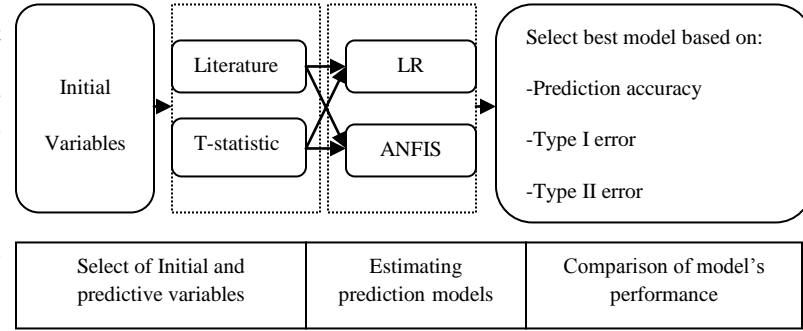 Initial
Variables
Literature
T-statistic
LR
ANFIS
Select best model based on:
-Prediction accuracy
-Type I error
-Type II error
Select of Initial and
predictive variables
Estimating
prediction models
Comparison of model's
performance